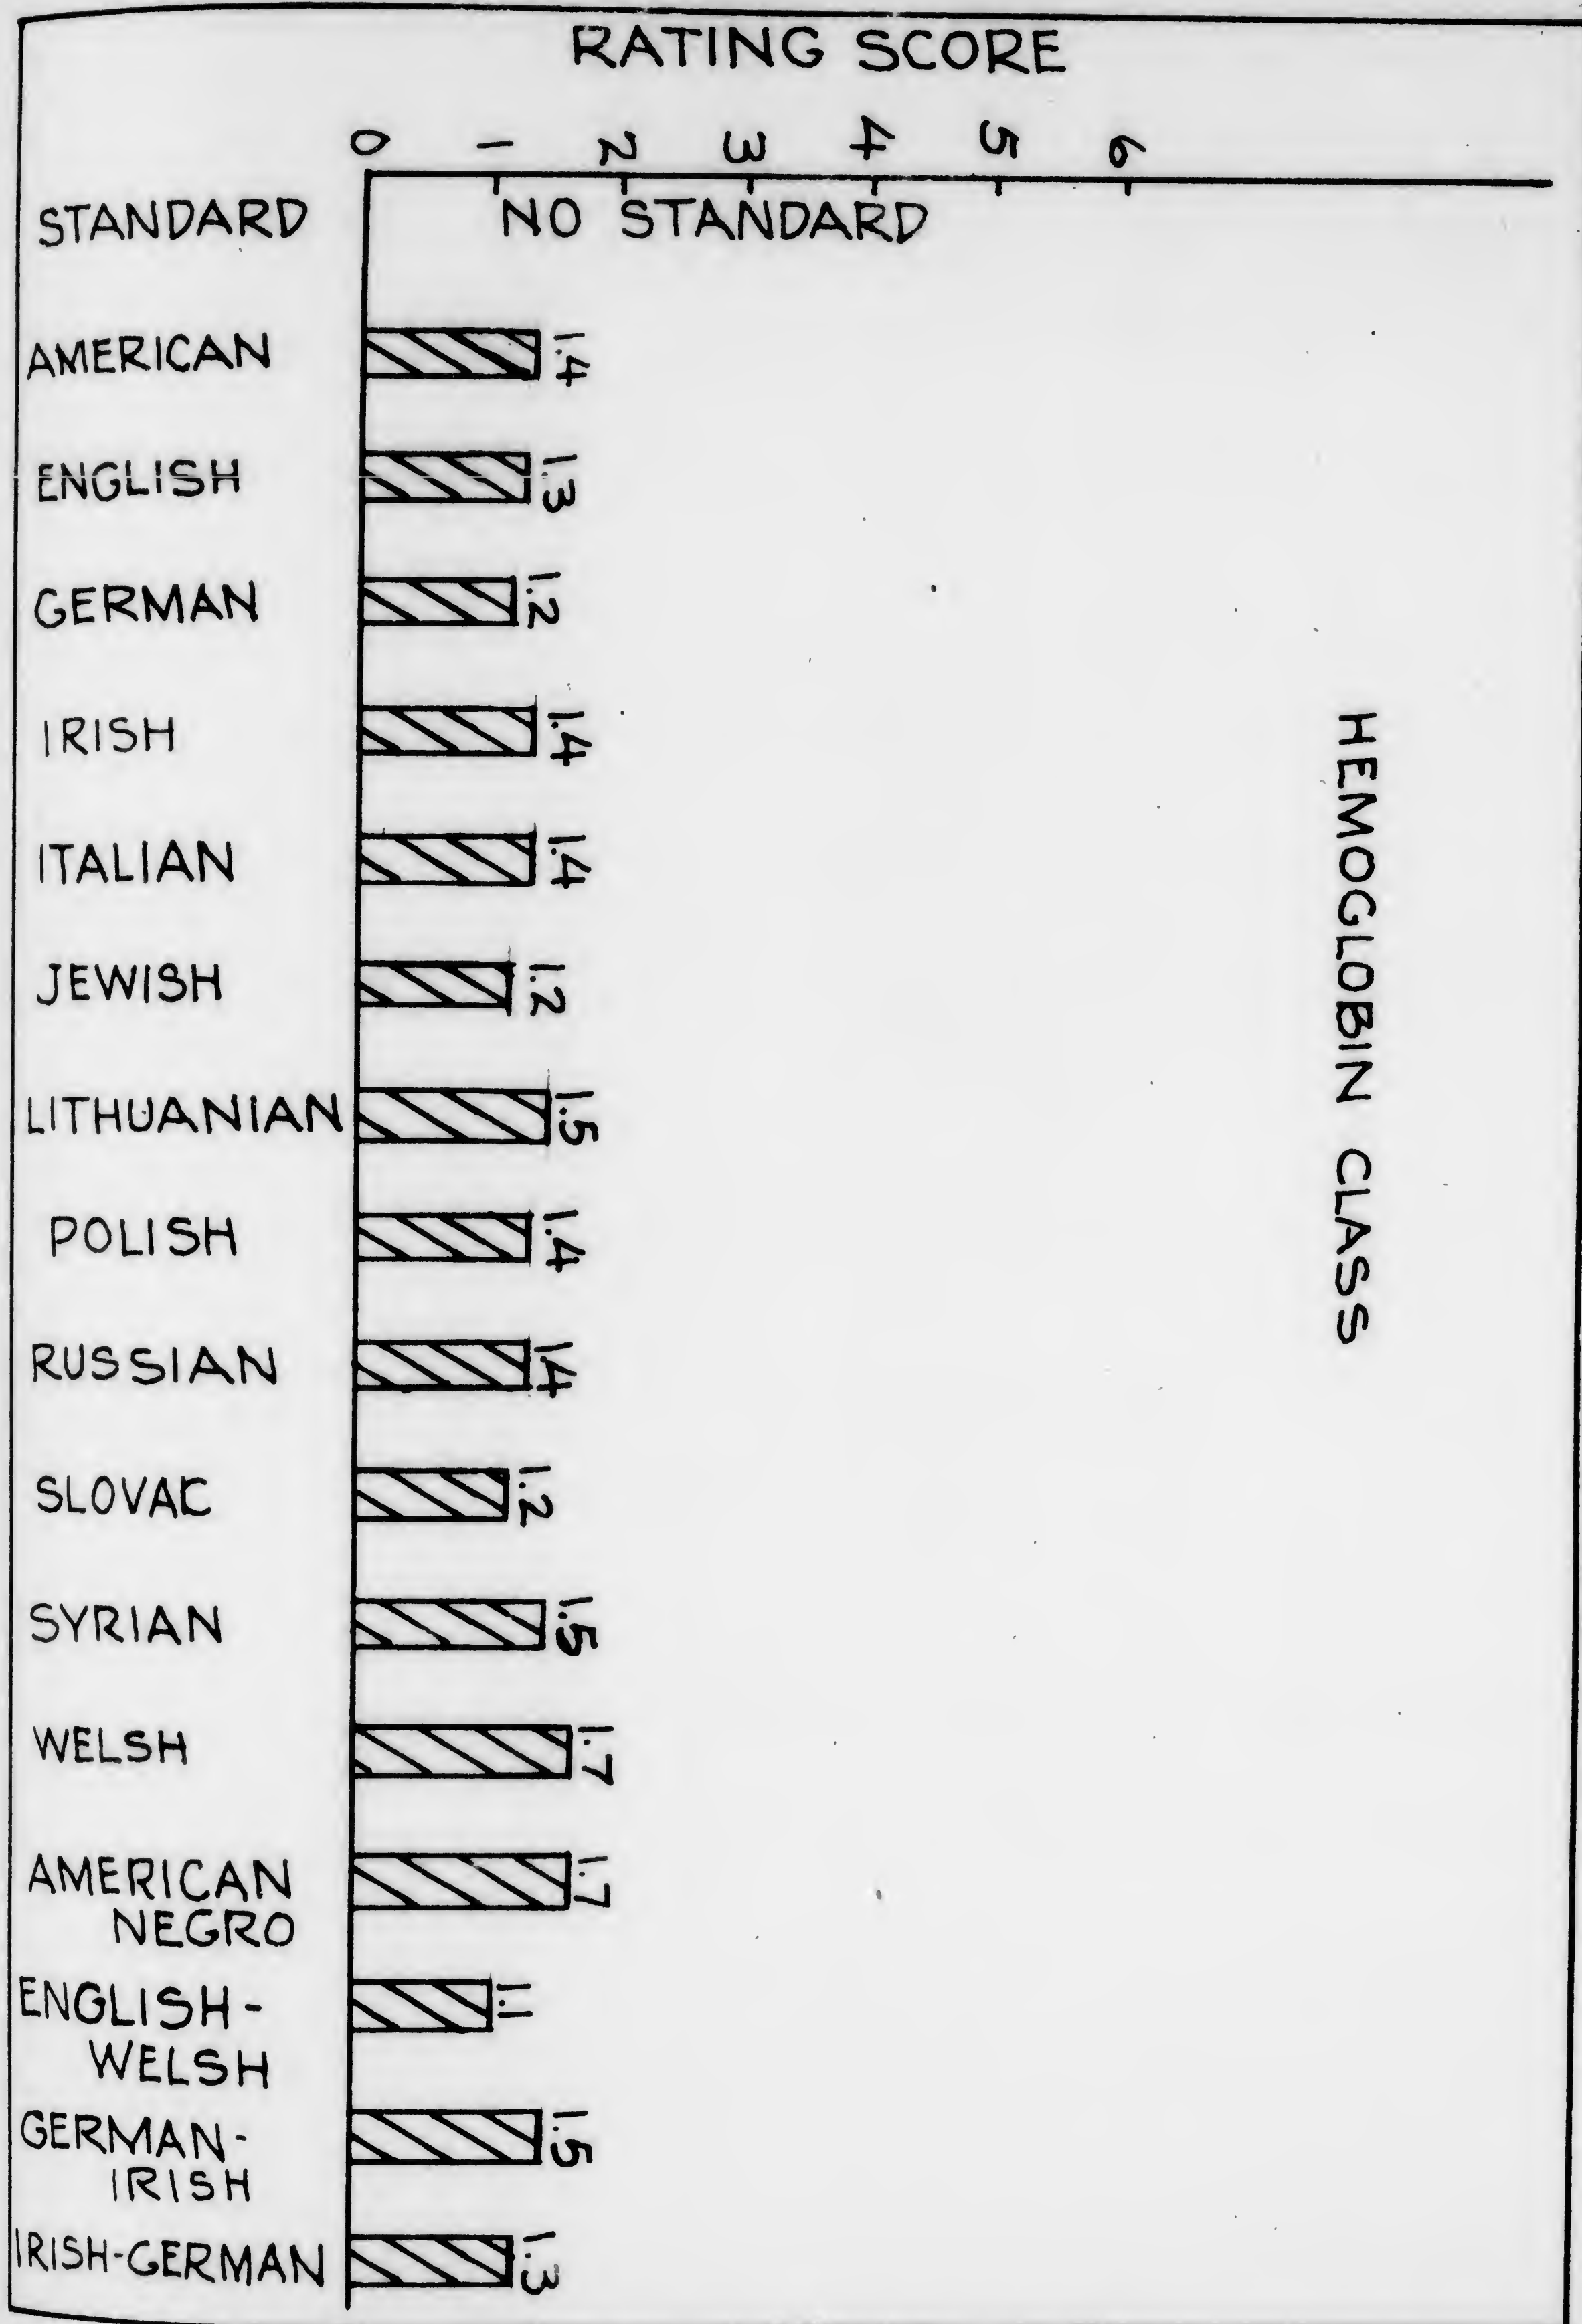 RATING SCORE
0 1 2 3 4 5 6
STANDARD NO STANDARD
AMERICAN 1.4
ENGLISH 1.3
GERMAN 1.2
IRISH 1.4
ITALIAN 1.4
JEWISH 1.2
LITHUANIAN 1.5
POLISH 1.4
RUSSIAN 1.4
SLOVAC 1.2
SYRIAN 1.5
WELSH 1.7
AMERICAN 1.7
NEGRO
ENGLISH- 1.1
WELSH
GERMAN- 1.5
IRISH
IRISH-GERMAN 1.3
HEMOGLOBIN CLASS